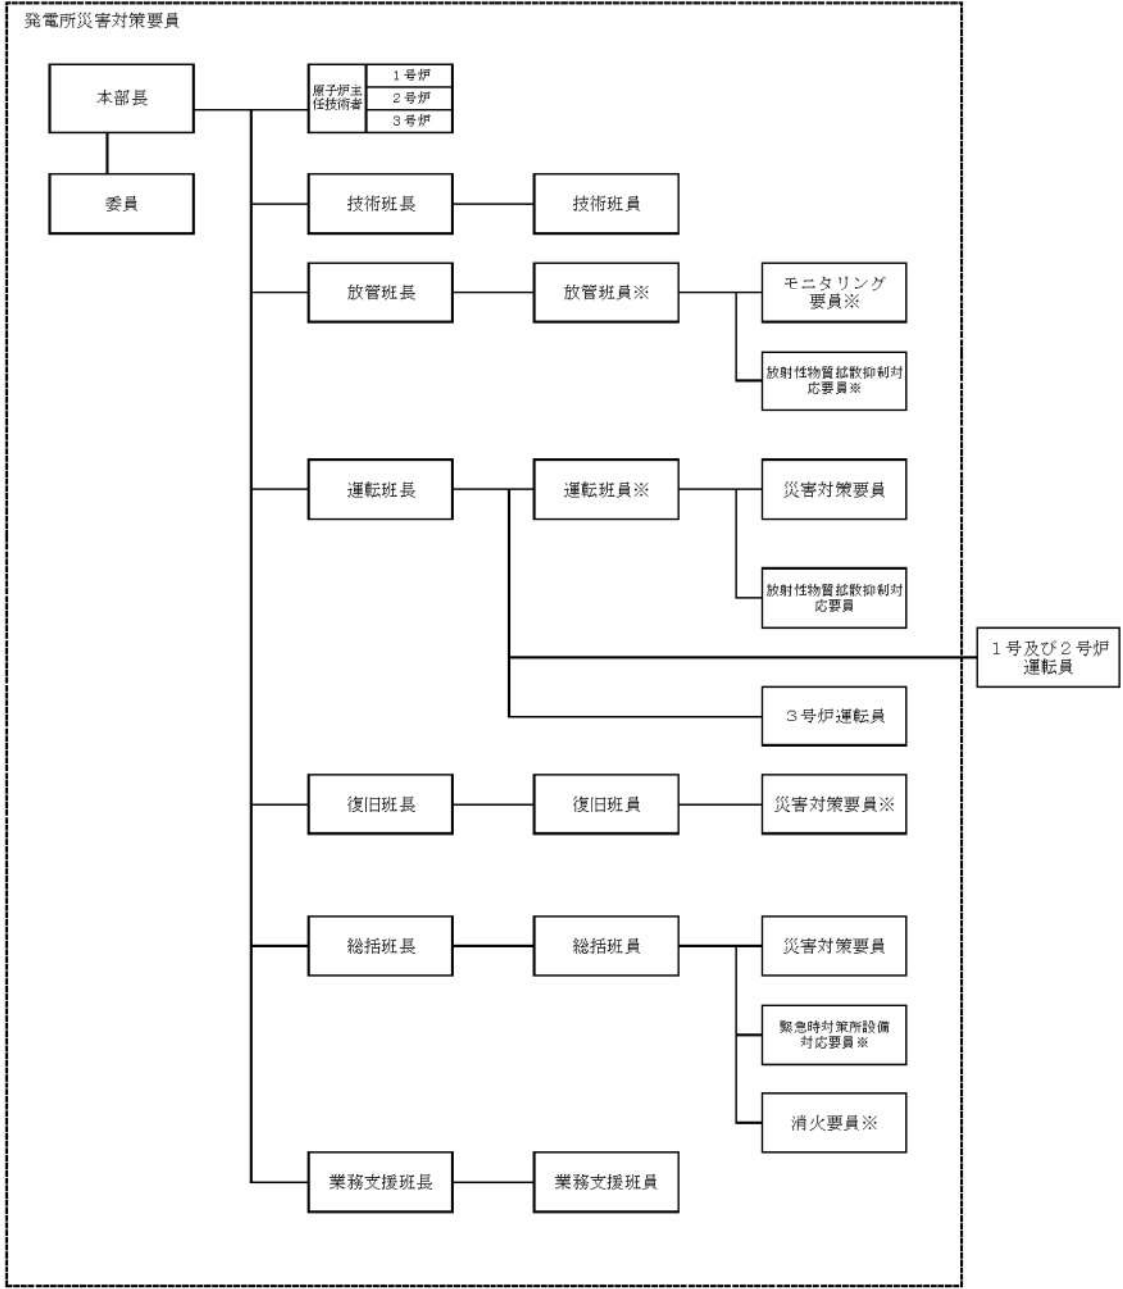 発電所災害対策要員
本部長
委員
原子炉主
任技術者
１号炉
２号炉
３号炉
技術班長
技術班員
放管班長
放管班員※
モニタリング
要員※
放射性物質拡散抑制対
応要員※
運転班長
運転班員※
災害対策要員
放射性物質拡散抑制対
応要員
１号及び２号炉
運転員
３号炉運転員
復旧班長
復旧班員
災害対策要員※
総括班長
総括班員
災害対策要員
緊急時対策所設備
対応要員※
消火要員※
業務支援班長
業務支援班員